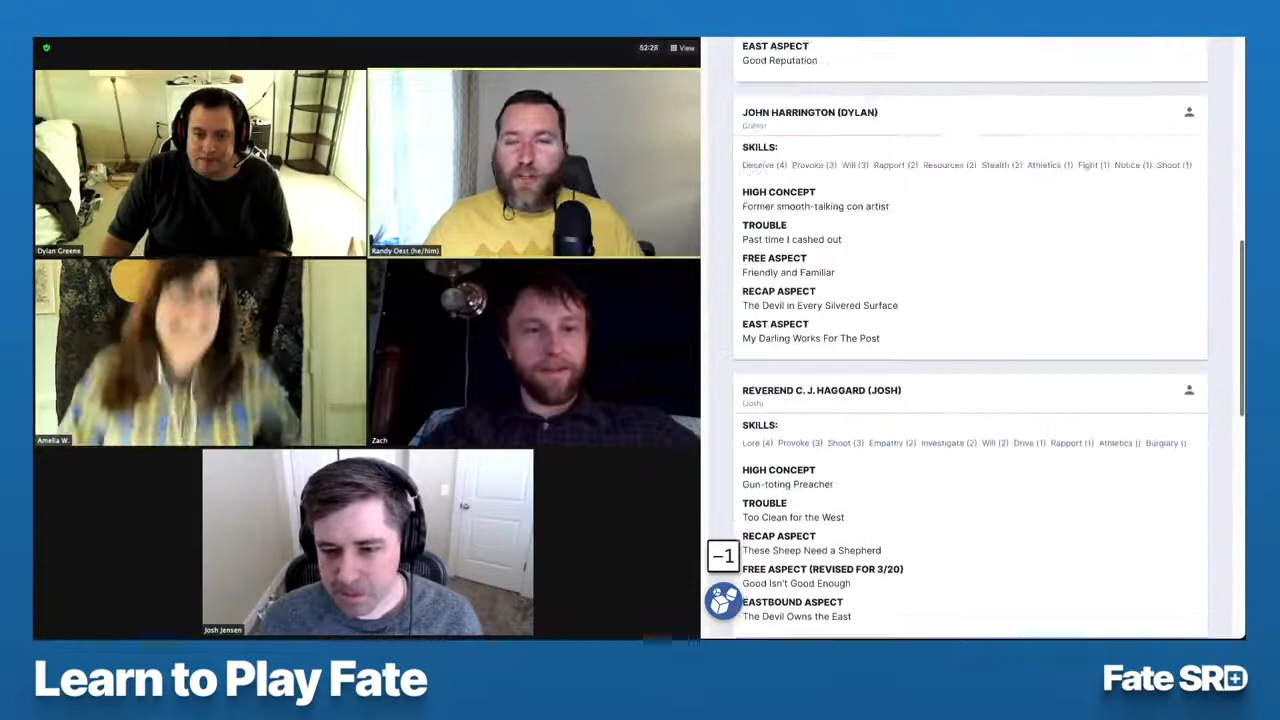 52:28
View
Dylan Greene
Randy Oest (he/him)
Amelia W.
Zach
Josh Jensen
EAST ASPECT
Good Reputation
JOHN HARRINGTON (DYLAN)
SKILLS:
Deceive (4) Provoke (3) Will (3) Rapport (2) Resources (2) Stealth (2) Athletics (1) Fight (1) Notice (1) Shoot (1)
HIGH CONCEPT
Former smooth-talking con artist
TROUBLE
Past time I cashed out
FREE ASPECT
Friendly and Familiar
RECAP ASPECT
The Devil in Every Silvered Surface
EAST ASPECT
My Darling Works For The Post
REVEREND C. J. HAGGARD (JOSH)
(Josh)
SKILLS:
Lore (4) Provoke (3) Shoot (3) Empathy (2) Investigate (2) Will (2) Drive (1) Rapport (1) Athletics () Burglary ()
HIGH CONCEPT
Gun-toting Preacher
TROUBLE
Too Clean for the West
RECAP ASPECT
These Sheep Need a Shepherd
−1
FREE ASPECT (REVISED FOR 3/20)
Good Isn't Good Enough
EASTBOUND ASPECT
The Devil Owns the East
Learn to Play Fate
Fate SRD